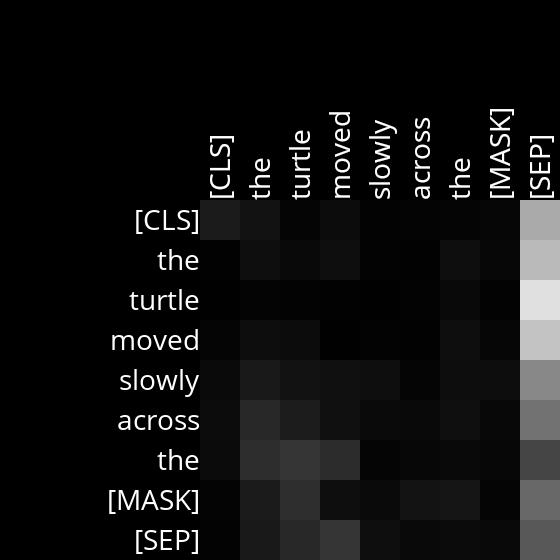 [CLS] the turtle moved slowly across the [MASK] [SEP]
[CLS]
the
turtle
moved
slowly
across
the
[MASK]
[SEP]